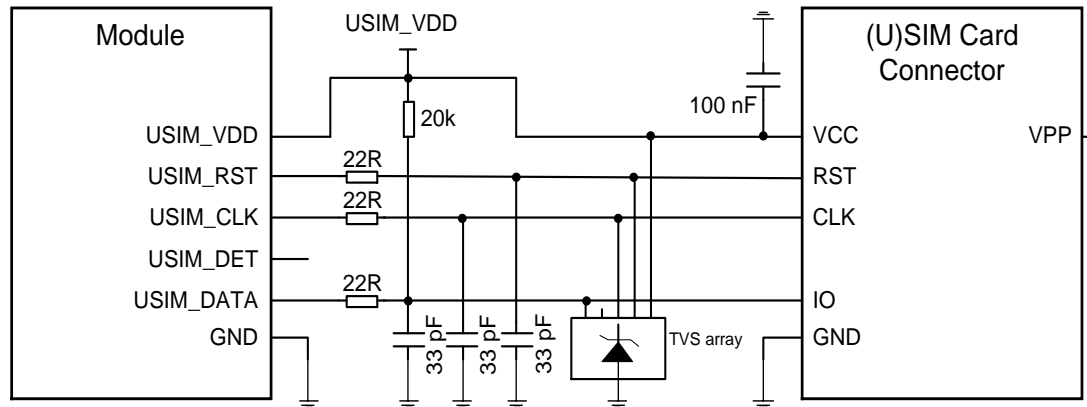 Module
USIM_VDD
(U)SIM Card
Connector
100 nF
20k
USIM_VDD
VCC
VPP
22R
USIM_RST
RST
22R
USIM_CLK
CLK
USIM_DET
22R
USIM_DATA
IO
GND
33 pF
33 pF
33 pF
TVS array
GND